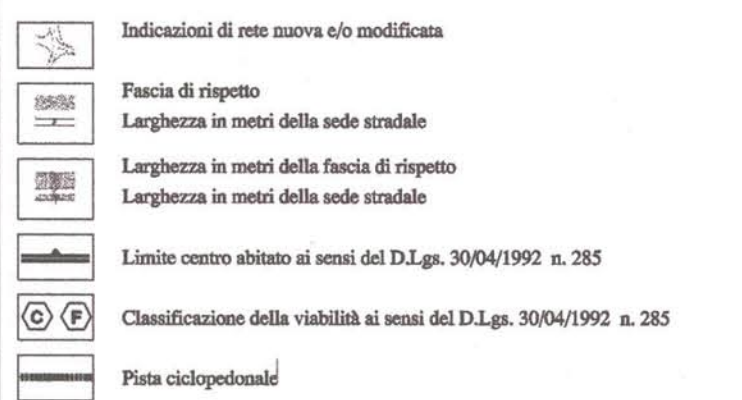 Indicazioni di rete nuova e/o modificata
Fascia di rispetto
Larghezza in metri della sede stradale
Larghezza in metri della fascia di rispetto
Larghezza in metri della sede stradale
Limite centro abitato ai sensi del D.Lgs. 30/04/1992 n. 285
C F Classificazione della viabilità ai sensi del D.Lgs. 30/04/1992 n. 285
Pista ciclopedonale